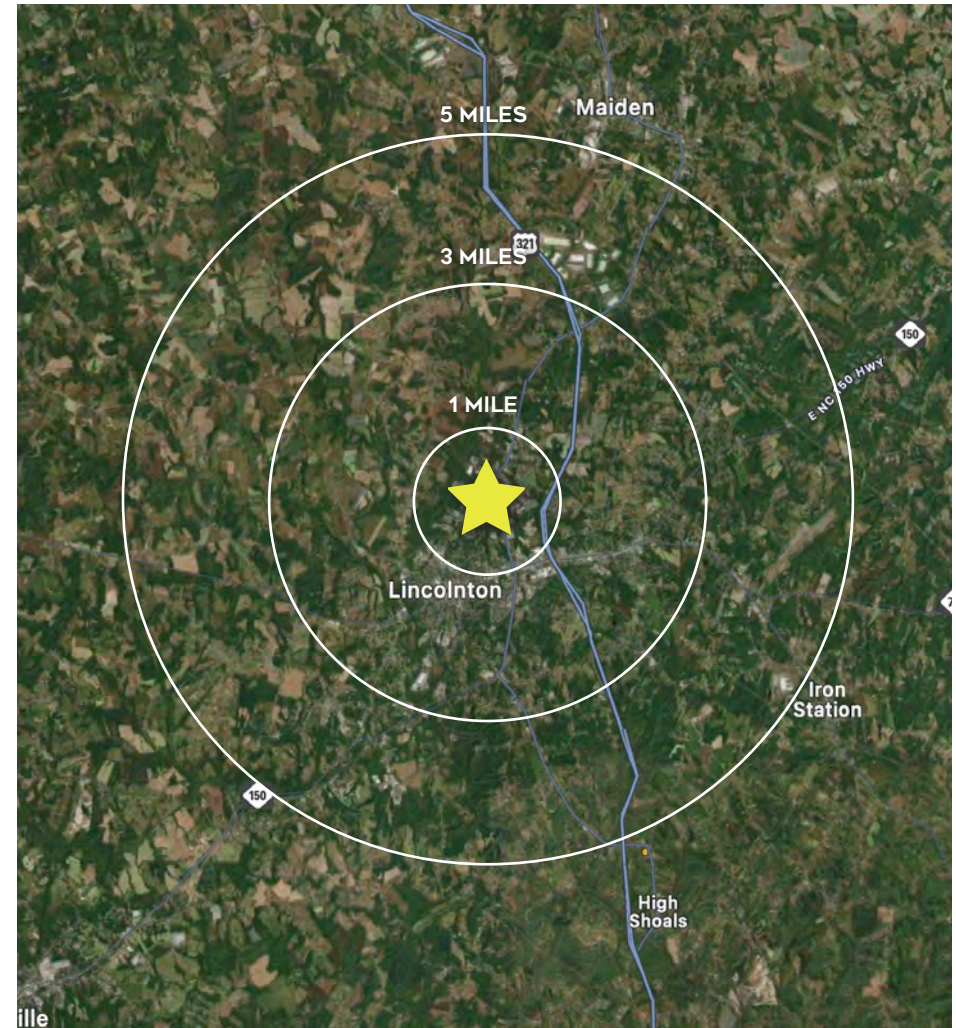 Maiden
5 MILES
321
3 MILES
150
E NC 150 HWY
1 MILE
Lincolnton
7
Iron
Station
150
High
Shoals
ille